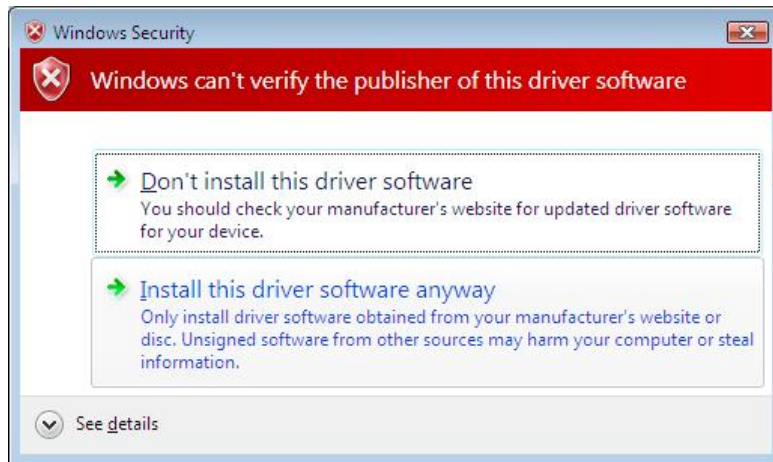 Windows Security
Windows can't verify the publisher of this driver software
Don't install this driver software
You should check your manufacturer's website for updated driver software
for your device.
Install this driver software anyway
Only install driver software obtained from your manufacturer's website or
disc. Unsigned software from other sources may harm your computer or steal
information.
See details